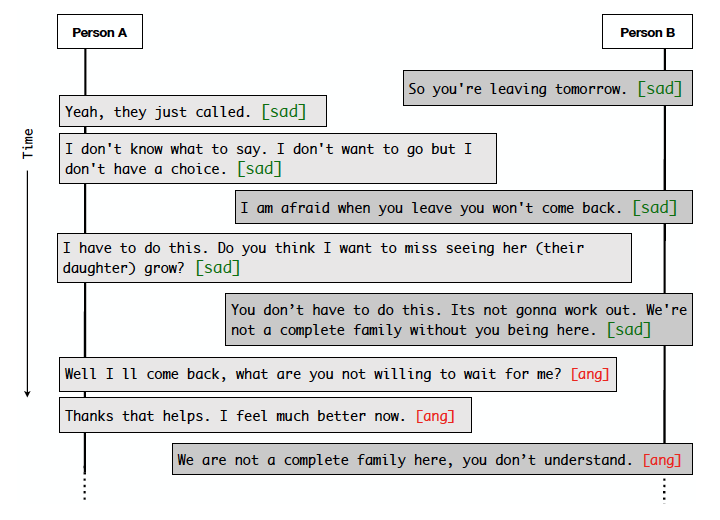 Person A
Person B
So you're leaving tomorrow. [sad]
Yeah, they just called. [sad]
Time
I don't know what to say. I don't want to go but I
don't have a choice. [sad]
I am afraid when you leave you won't come back. [sad]
I have to do this. Do you think I want to miss seeing her (their
daughter) grow? [sad]
You don’t have to do this. Its not gonna work out. We're
not a complete family without you being here. [sad]
Well I ll come back, what are you not willing to wait for me? [ang]
Thanks that helps. I feel much better now. [ang]
We are not a complete family here, you don’t understand. [ang]